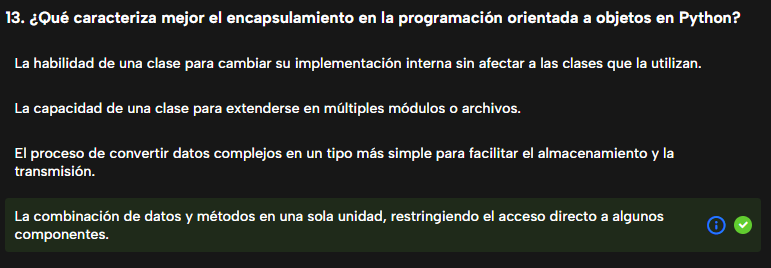 13. ¿Qué caracteriza mejor el encapsulamiento en la programación orientada a objetos en Python?
La habilidad de una clase para cambiar su implementación interna sin afectar a las clases que la utilizan.
La capacidad de una clase para extenderse en múltiples módulos o archivos.
El proceso de convertir datos complejos en un tipo más simple para facilitar el almacenamiento y la
transmisión.
La combinación de datos y métodos en una sola unidad, restringiendo el acceso directo a algunos
componentes.